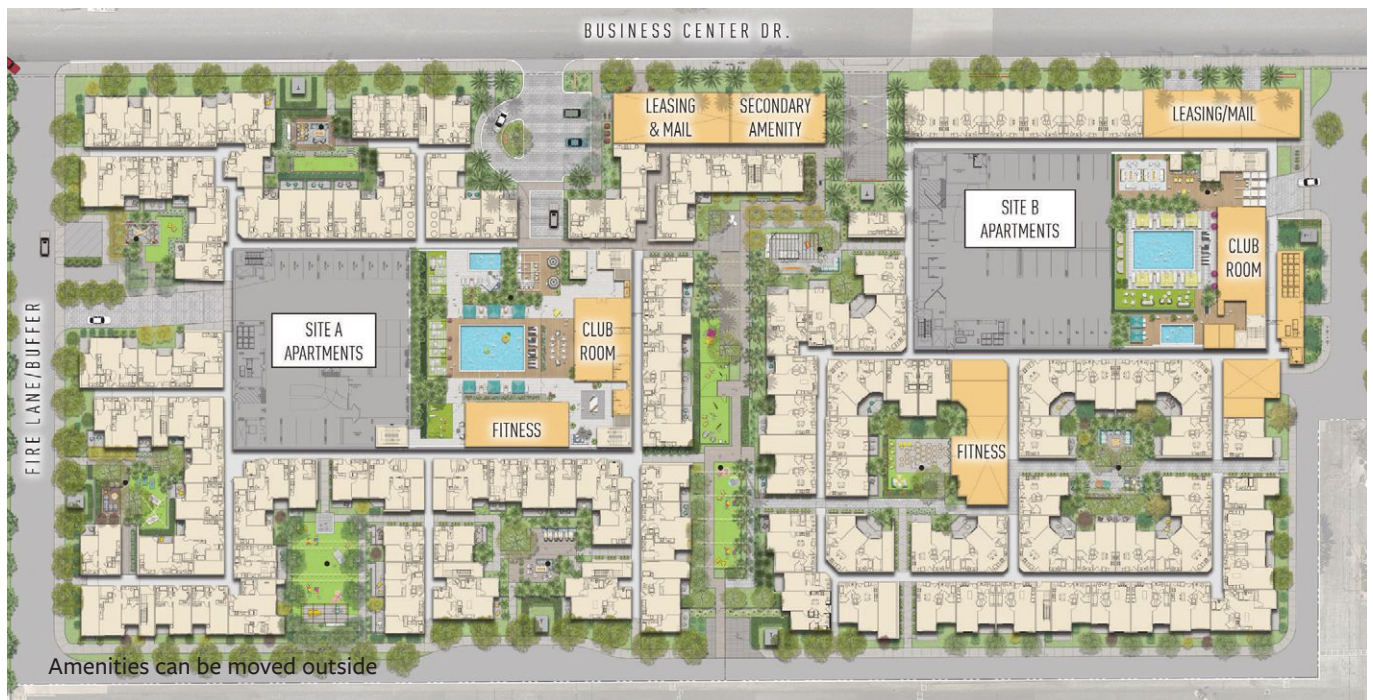 BUSINESS CENTER DR.
LEASING
& MAIL
SECONDARY
AMENITY
LEASING/MAIL
SITE B
APARTMENTS
CLUB
ROOM
SITE A
APARTMENTS
CLUB
ROOM
FITNESS
FITNESS
FIRE LANE/BUFFER
Amenities can be moved outside